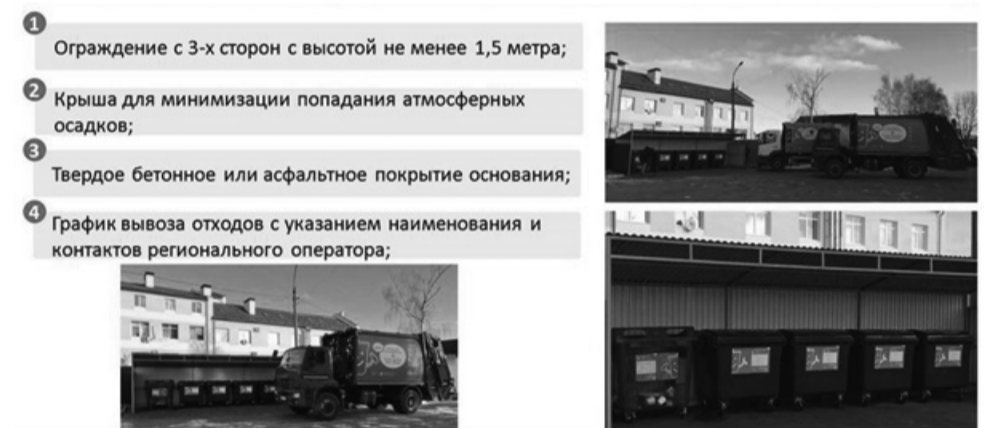 1
Ограждение с 3-х сторон с высотой не менее 1,5 метра;
2
Крыша для минимизации попадания атмосферных
осадков;
3
Твердое бетонное или асфальтное покрытие основания;
4
График вывоза отходов с указанием наименования и
контактов регионального оператора;